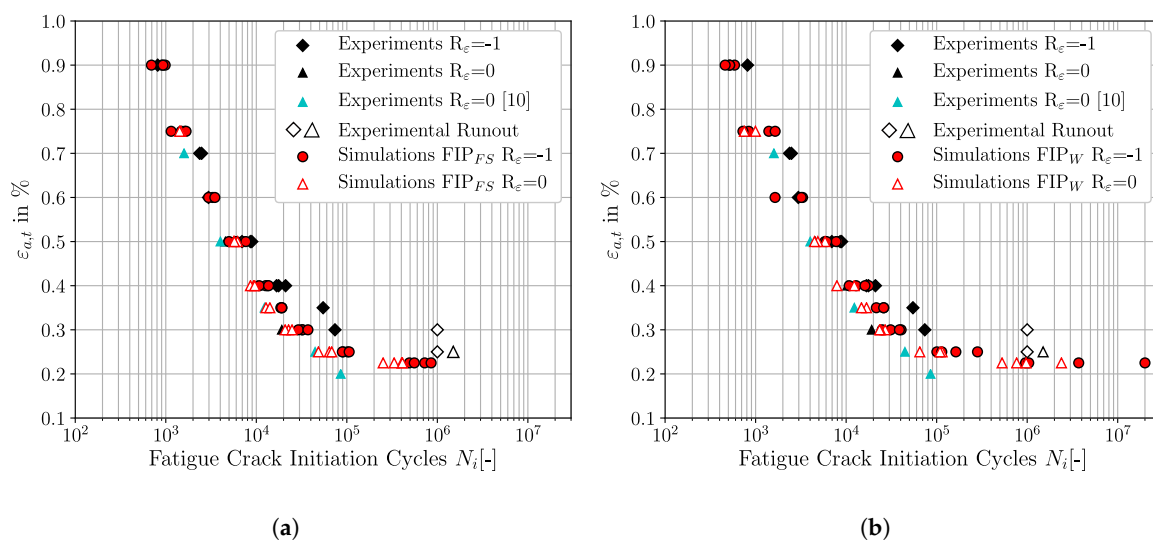 1.0
0.9
0.8
0.7
0.6
0.5
0.4
0.3
0.2
0.1
ε_{a,t} in %
Experiments R_ε=-1
Experiments R_ε=0
Experiments R_ε=0 [10]
Experimental Runout
Simulations FIP_{FS} R_ε=-1
Simulations FIP_{FS} R_ε=0
10^2 10^3 10^4 10^5 10^6 10^7
Fatigue Crack Initiation Cycles N_i[-]
(a)
1.0
0.9
0.8
0.7
0.6
0.5
0.4
0.3
0.2
0.1
ε_{a,t} in %
Experiments R_ε=-1
Experiments R_ε=0
Experiments R_ε=0 [10]
Experimental Runout
Simulations FIP_W R_ε=-1
Simulations FIP_W R_ε=0
10^2 10^3 10^4 10^5 10^6 10^7
Fatigue Crack Initiation Cycles N_i[-]
(b)